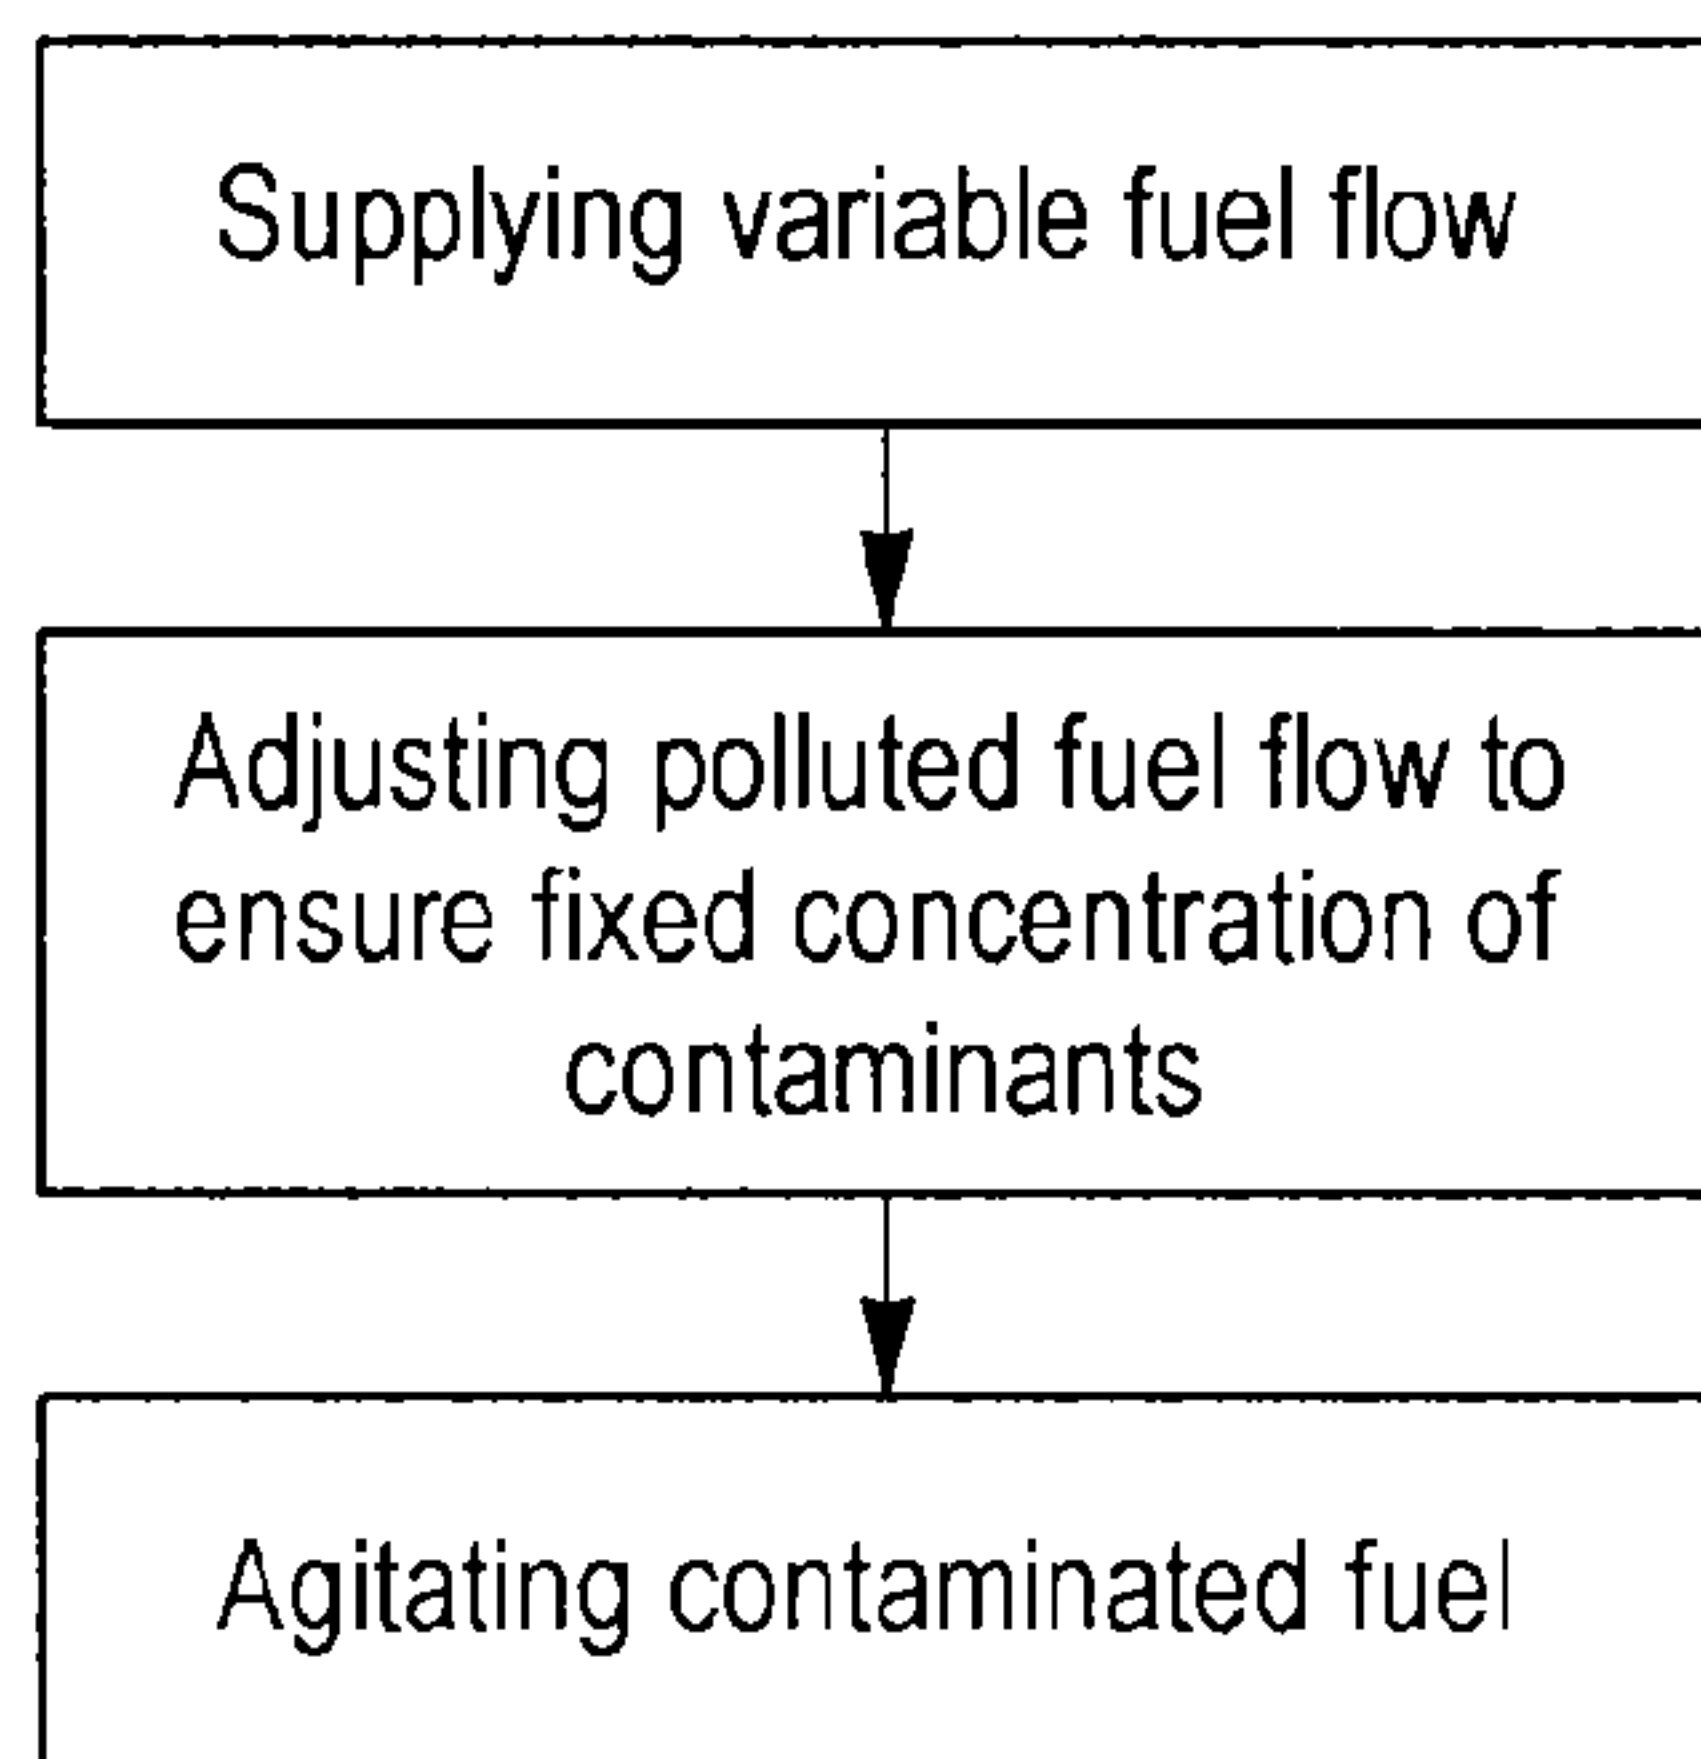 Supplying variable fuel flow
Adjusting polluted fuel flow to
ensure fixed concentration of
contaminants
Agitating contaminated fuel